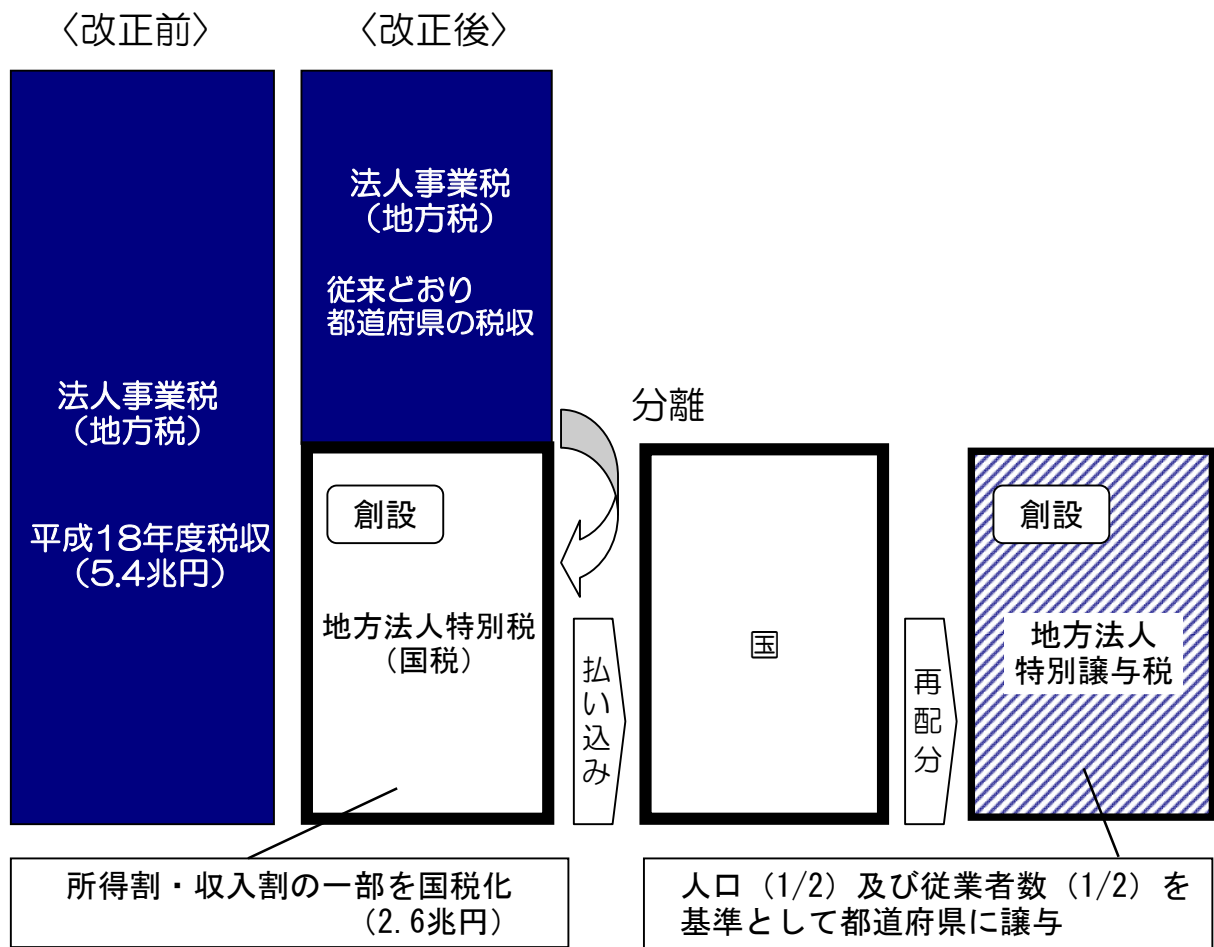 〈改正前〉
〈改正後〉
法人事業税
（地方税）
平成18年度税収
（5.4兆円）
法人事業税
（地方税）
従来どおり
都道府県の税収
分離
創設
地方法人特別税
（国税）
払い込み
国
再配分
創設
地方法人
特別譲与税
所得割・収入割の一部を国税化
（2.6兆円）
人口（1/2）及び従業者数（1/2）を
基準として都道府県に譲与